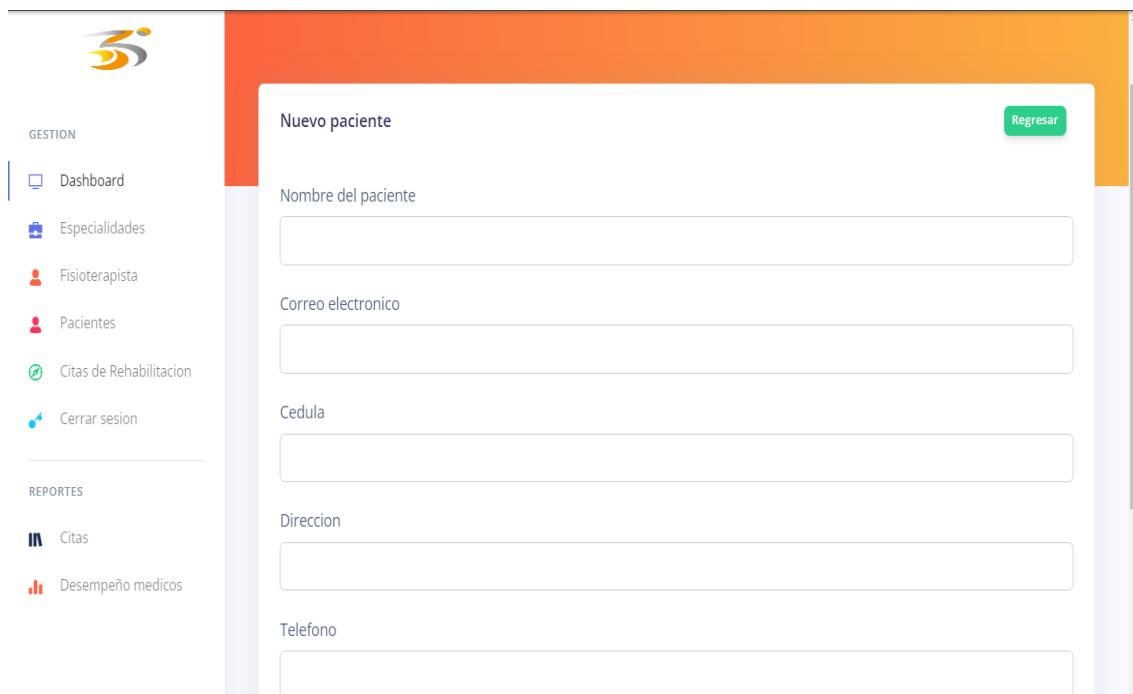 GESTION
Dashboard
Especialidades
Fisioterapista
Pacientes
Citas de Rehabilitacion
Cerrar sesion
REPORTES
Citas
Desempeño medicos
Nuevo paciente
Regresar
Nombre del paciente
Correo electronico
Cedula
Direccion
Telefono